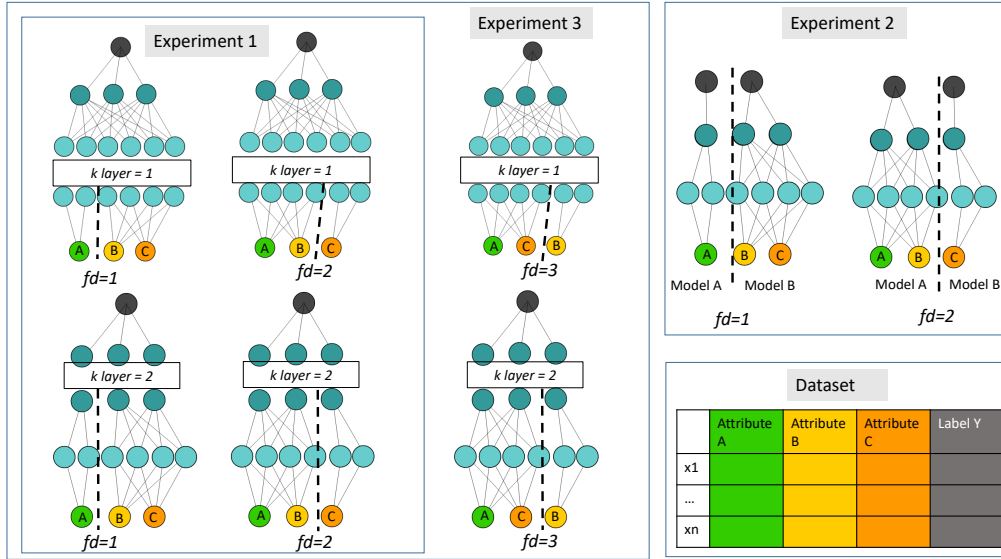 Experiment 1
k layer = 1
A
B
C
fd=1
k layer = 1
A
B
C
fd=2
k layer = 2
A
B
C
fd=1
k layer = 2
A
B
C
fd=2
Experiment 3
k layer = 1
A
C
B
fd=3
k layer = 2
A
C
B
fd=3
Experiment 2
A
B
C
Model A
Model B
fd=1
A
B
C
Model A
Model B
fd=2
Dataset
Attribute
A
Attribute
B
Attribute
C
Label Y
x1
...
xn